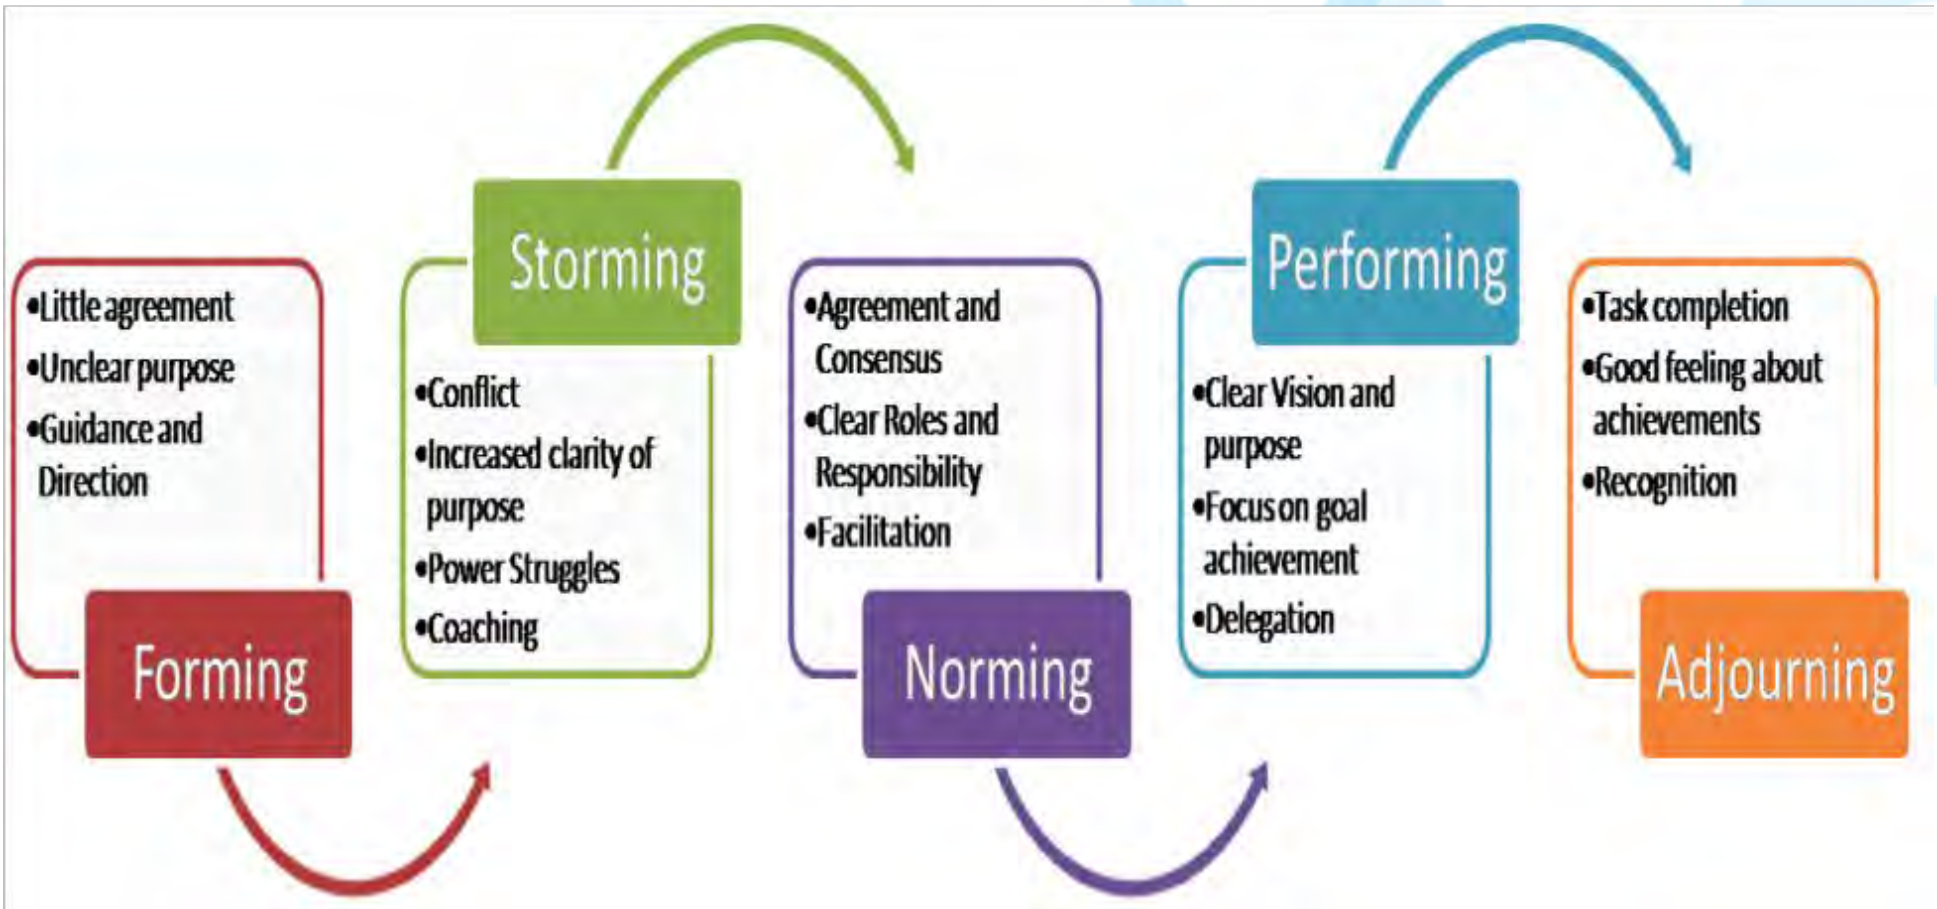 •Little agreement
•Unclear purpose
•Guidance and
Direction
Forming
Storming
•Conflict
•Increased clarity of
purpose
•Power Struggles
•Coaching
•Agreement and
Consensus
•Clear Roles and
Responsibility
•Facilitation
Norming
Performing
•Clear Vision and
purpose
•Focus on goal
achievement
•Delegation
•Task completion
•Good feeling about
achievements
•Recognition
Adjourning